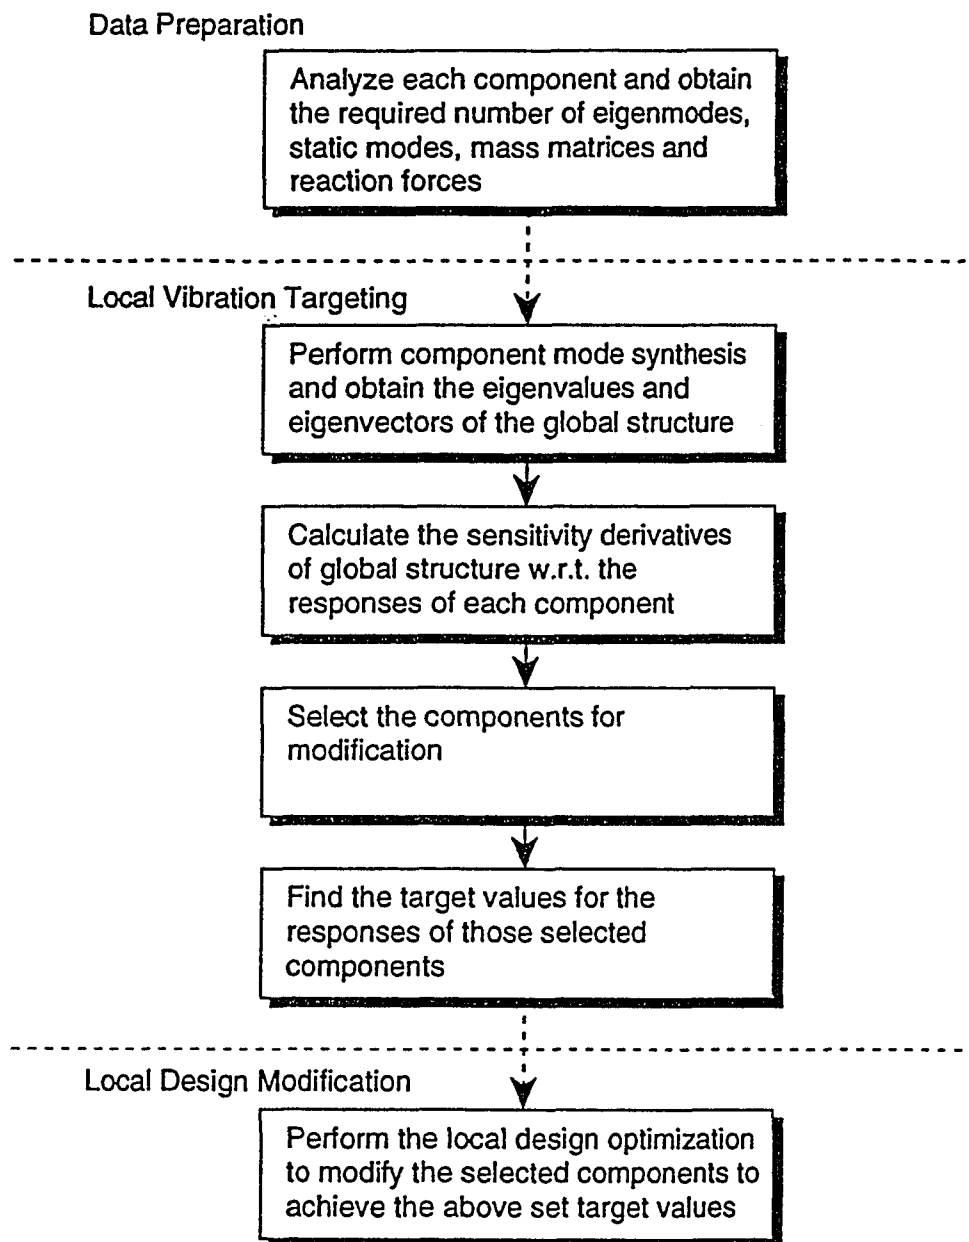 Data Preparation
Analyze each component and obtain
the required number of eigenmodes,
static modes, mass matrices and
reaction forces
Local Vibration Targeting
Perform component mode synthesis
and obtain the eigenvalues and
eigenvectors of the global structure
Calculate the sensitivity derivatives
of global structure w.r.t. the
responses of each component
Select the components for
modification
Find the target values for the
responses of those selected
components
Local Design Modification
Perform the local design optimization
to modify the selected components to
achieve the above set target values